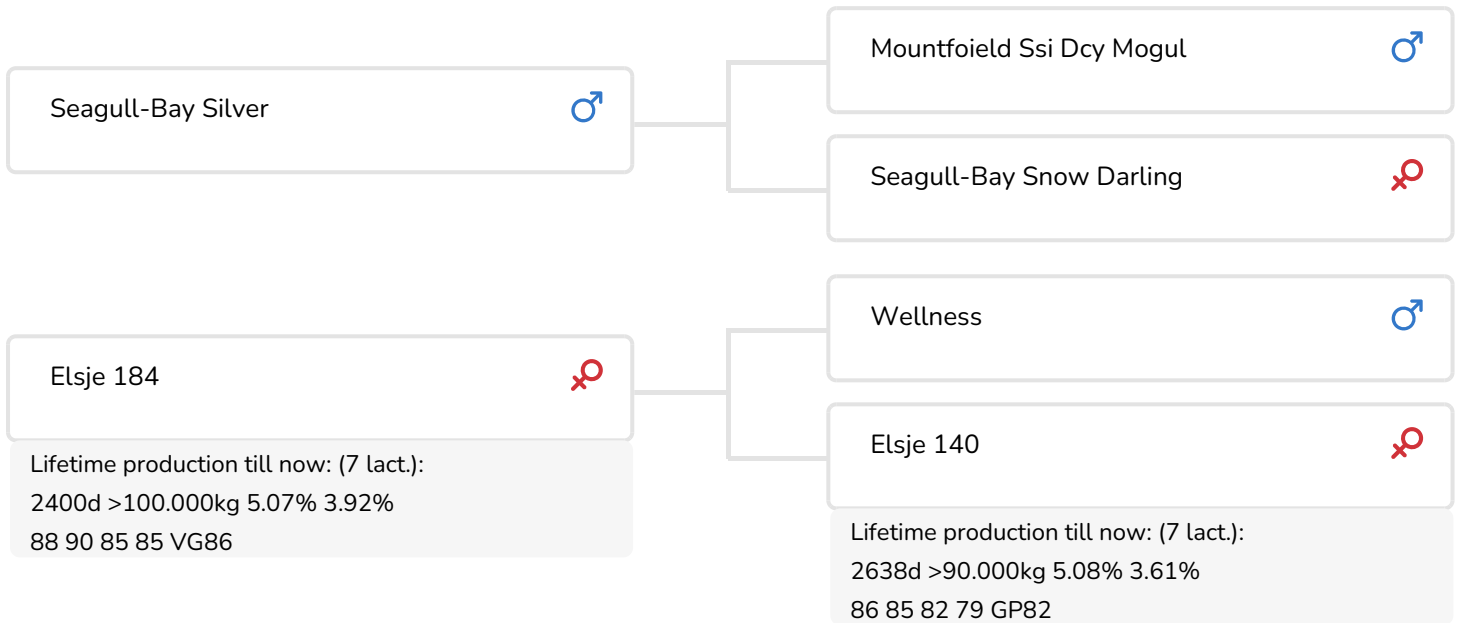 Seagull-Bay Silver
Mountfoield Ssi Dcy Mogul
Seagull-Bay Snow Darling
Elsje 184
Lifetime production till now: (7 lact.):
2400d >100.000kg 5.07% 3.92%
88 90 85 85 VG86
Wellness
Elsje 140
Lifetime production till now: (7 lact.):
2638d >90.000kg 5.08% 3.61%
86 85 82 79 GP82